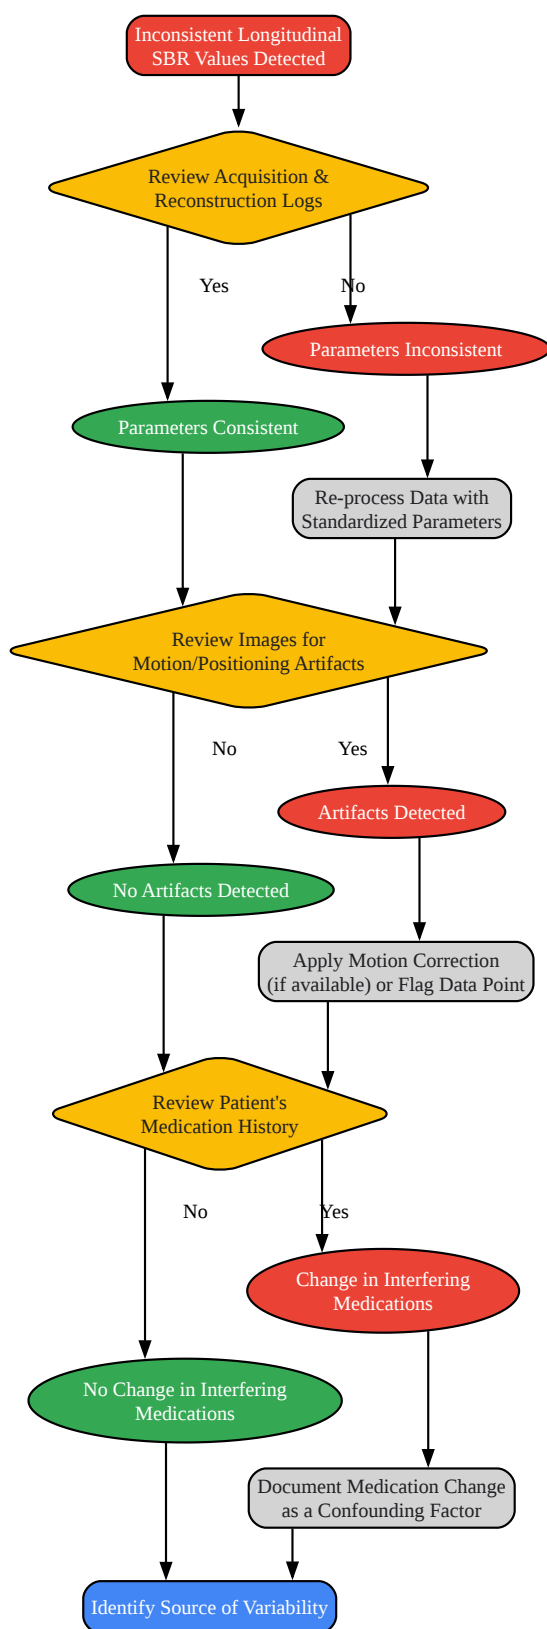 Inconsistent Longitudinal
SBR Values Detected
Review Acquisition &
Reconstruction Logs
Yes
No
Parameters Inconsistent
Parameters Consistent
Re-process Data with
Standardized Parameters
Review Images for
Motion/Positioning Artifacts
No
Yes
Artifacts Detected
No Artifacts Detected
Apply Motion Correction
(if available) or Flag Data Point
Review Patient's
Medication History
No
Yes
Change in Interfering
Medications
No Change in Interfering
Medications
Document Medication Change
as a Confounding Factor
Identify Source of Variability